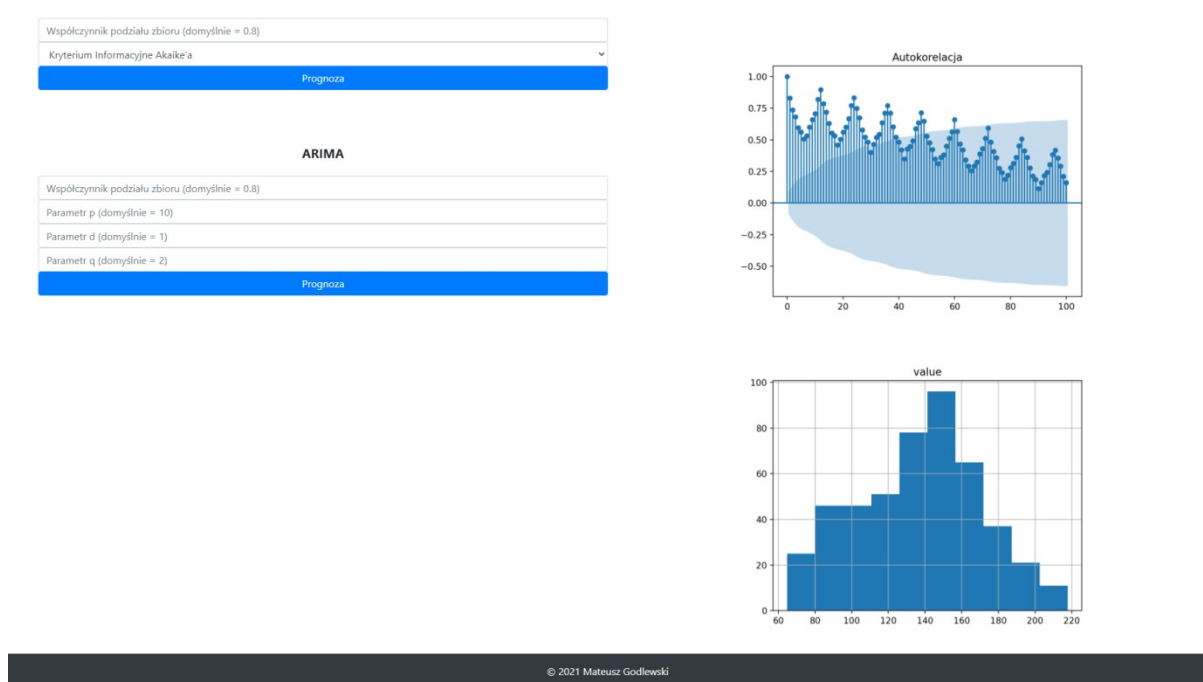 Współczynnik podziału zbioru (domyślnie = 0.8)
Kryterium Informacyjne Akaike'a
Prognoza
ARIMA
Współczynnik podziału zbioru (domyślnie = 0.8)
Parametr p (domyślnie = 10)
Parametr d (domyślnie = 1)
Parametr q (domyślnie = 2)
Prognoza
Autokorelacja
1.00
0.75
0.50
0.25
0.00
−0.25
−0.50
0 20 40 60 80 100
value
100
80
60
40
20
0
60 80 100 120 140 160 180 200 220
© 2021 Mateusz Godlewski